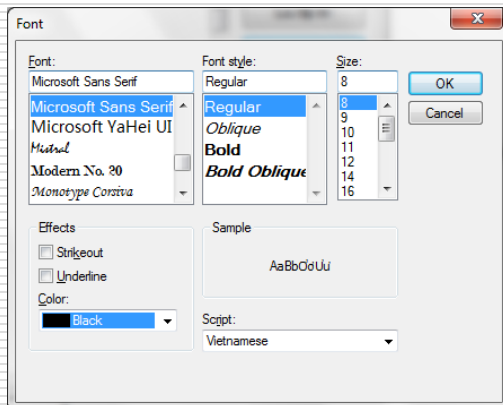 Font
Font:
Font style:
Size:
Microsoft Sans Serif
Regular
8
OK
Cancel
Microsoft Sans Serif
Microsoft YaHei UI
Mistral
Modern No. 20
Monotype Corsiva
Regular
Oblique
Bold
Bold Oblique
8
9
10
11
12
14
16
Effects
Strikeout
Underline
Color:
Black
Sample
AaBbƠơƯư
Script:
Vietnamese